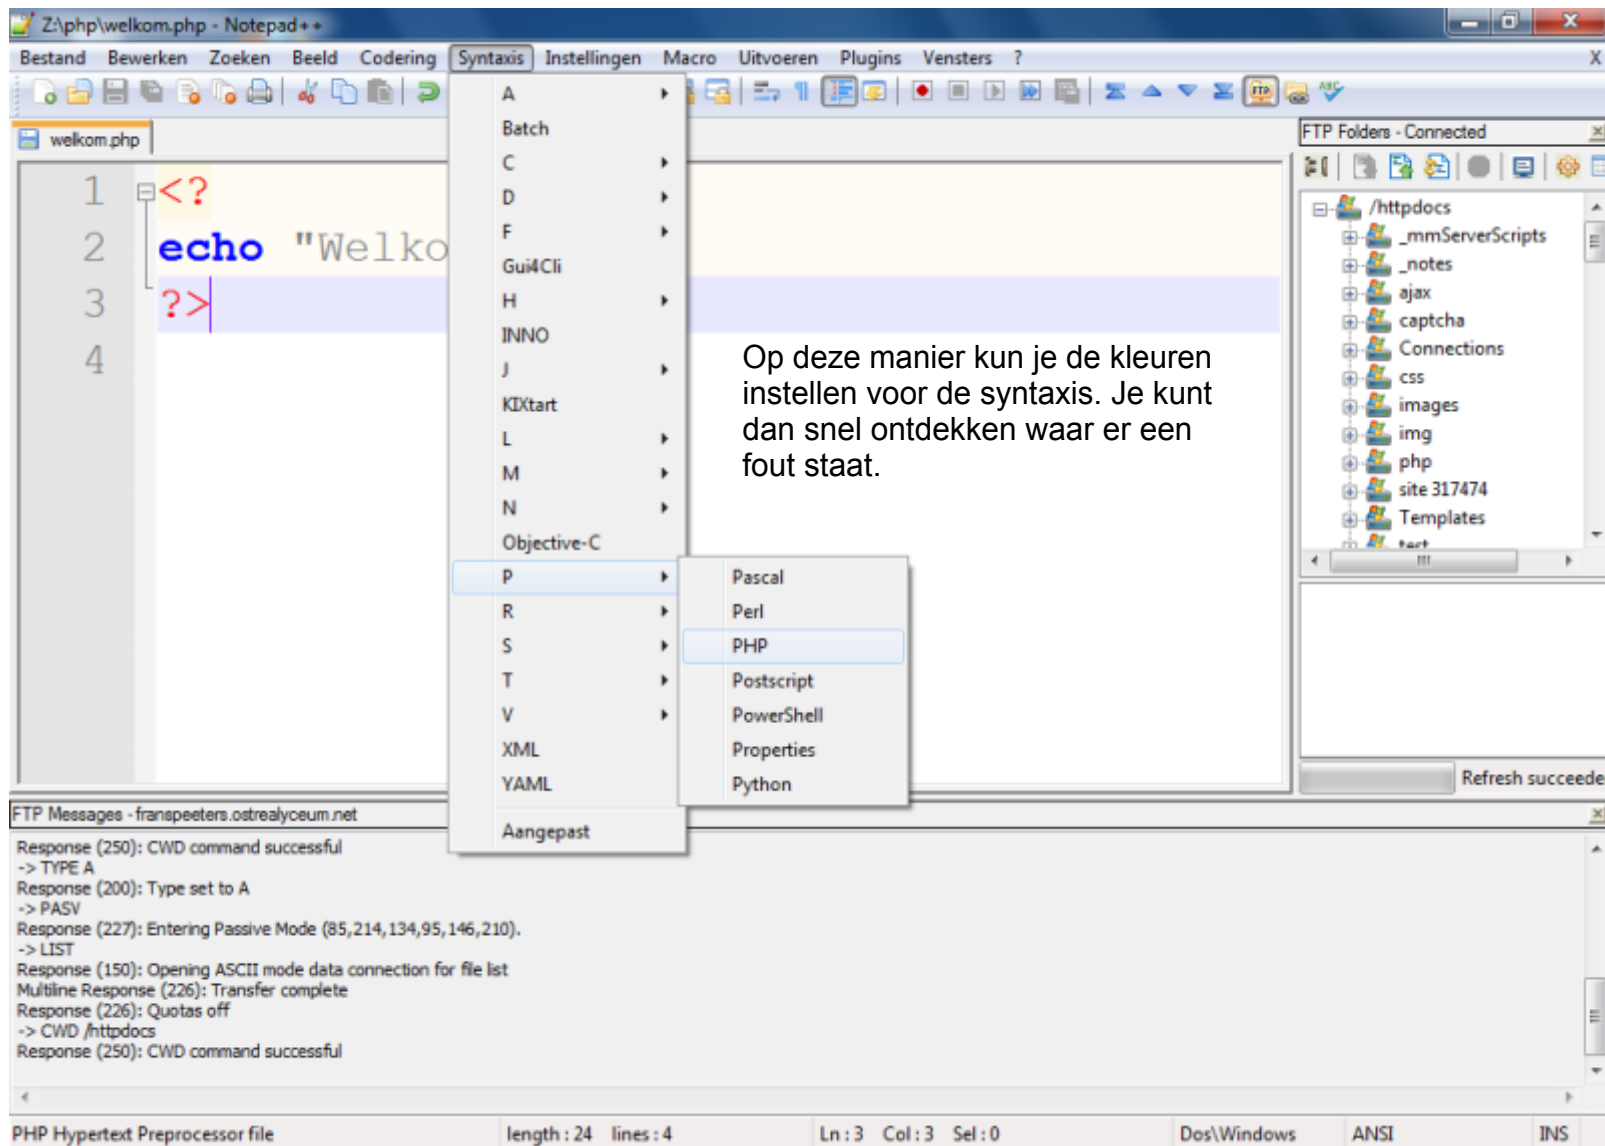 Z:\php\welkom.php - Notepad++
Bestand Bewerken Zoeken Beeld Codering Syntaxis Instellingen Macro Uitvoeren Plugins Vensters ? X
FTP
ABC
welkom.php
1 <?
2 echo "Welko
3 ?>
4
A
Batch
C
D
F
Gui4Cli
H
INNO
J
KIXtart
L
M
N
Objective-C
P
R
S
T
V
XML
YAML
Aangepast
Pascal
Perl
PHP
Postscript
PowerShell
Properties
Python
Op deze manier kun je de kleuren
instellen voor de syntaxis. Je kunt
dan snel ontdekken waar er een
fout staat.
FTP Folders - Connected
/httpdocs
_mmServerScripts
_notes
ajax
captcha
Connections
css
images
img
php
site 317474
Templates
test
Refresh succeede
FTP Messages - franspeeters.ostrealyceum.net
Response (250): CWD command successful
-> TYPE A
Response (200): Type set to A
-> PASV
Response (227): Entering Passive Mode (85,214,134,95,146,210).
-> LIST
Response (150): Opening ASCII mode data connection for file list
Multiline Response (226): Transfer complete
Response (226): Quotas off
-> CWD /httpdocs
Response (250): CWD command successful
PHP Hypertext Preprocessor file length : 24 lines : 4 Ln : 3 Col : 3 Sel : 0 Dos\Windows ANSI INS